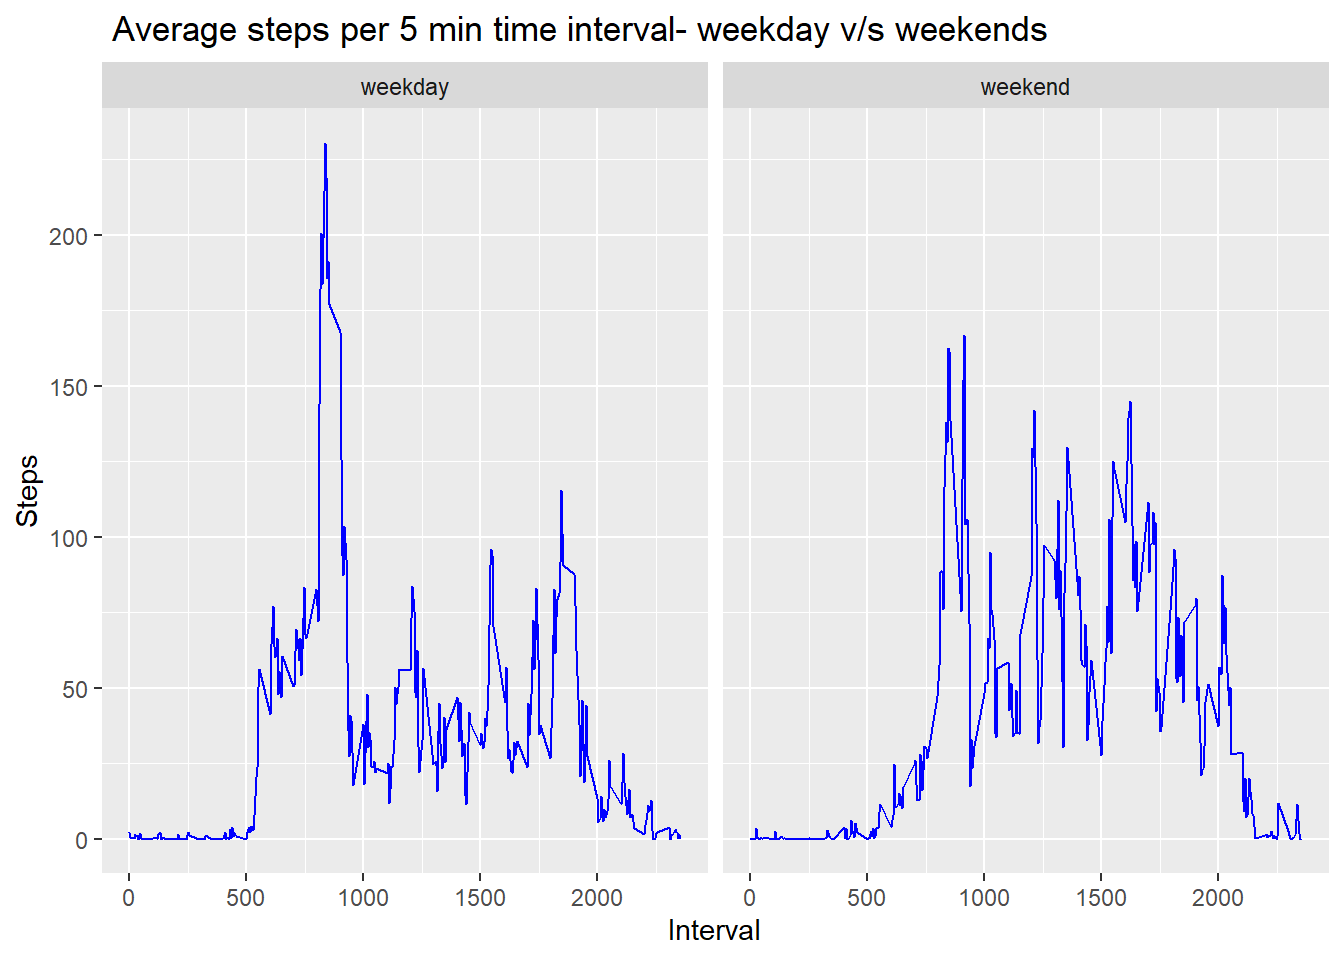 Average steps per 5 min time interval- weekday v/s weekends
weekday weekend
200
150
100
50
0
Steps
0 500 1000 1500 2000 0 500 1000 1500 2000
Interval